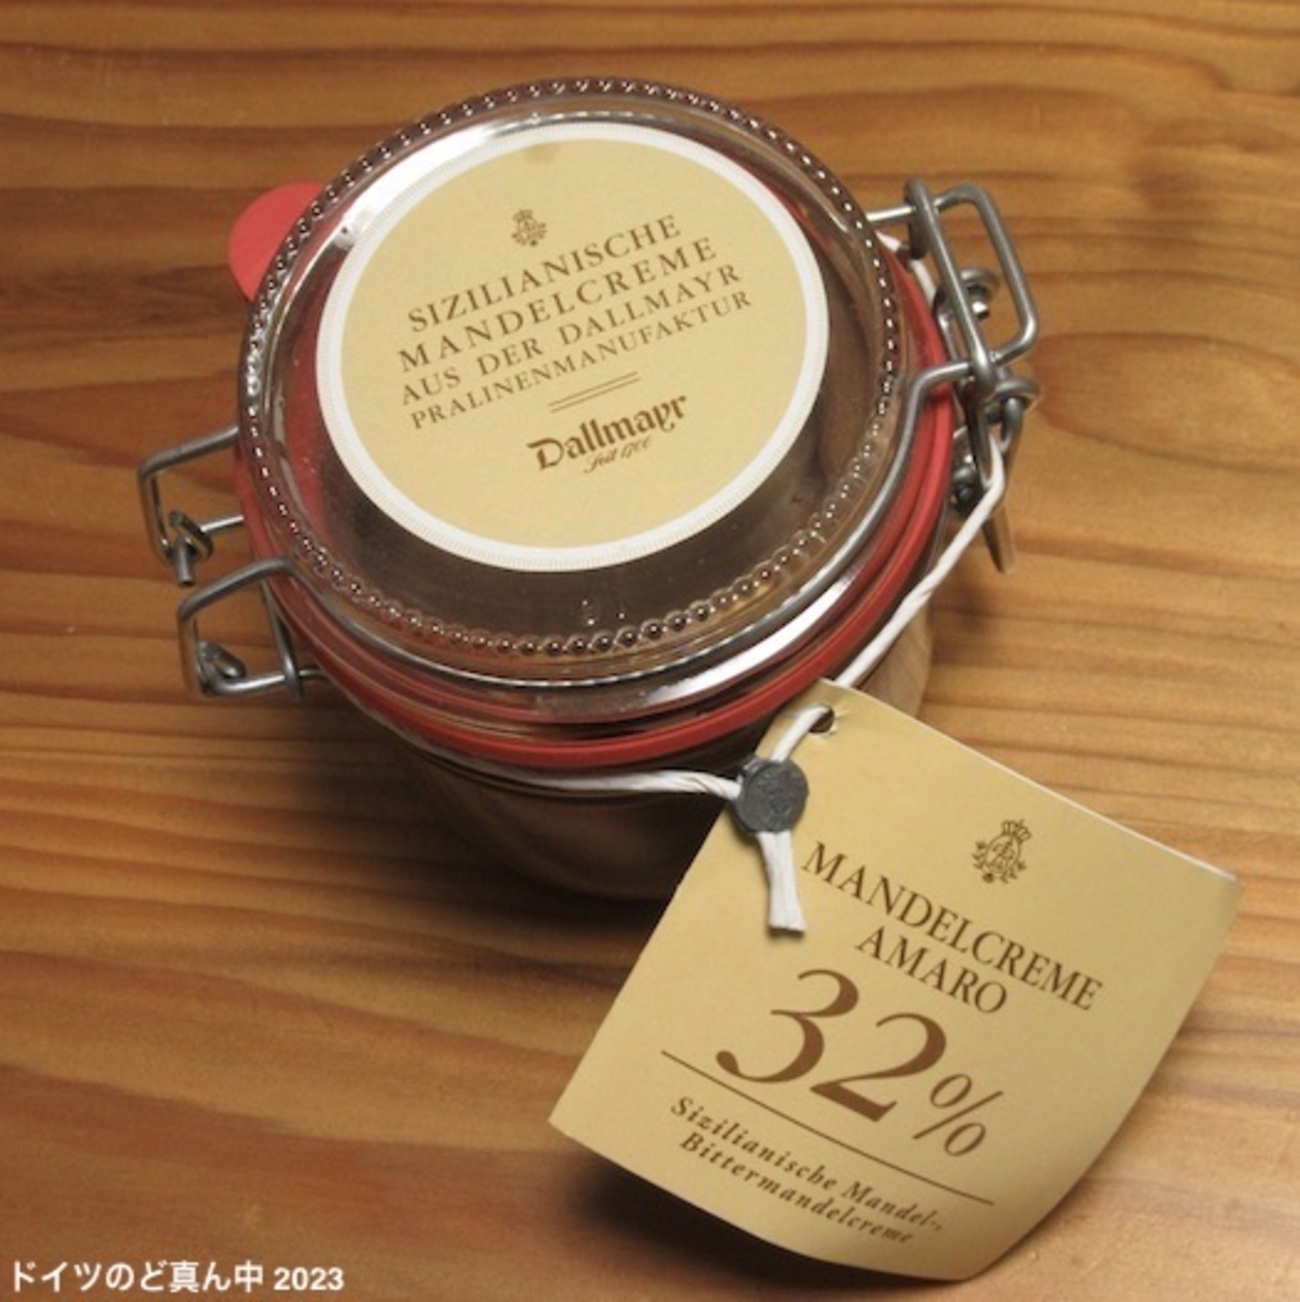 SIZILIANISCHE
MANDELCREME
AUS DER DALLMAYR
PRALINENMANUFAKTUR
Dallmayr
seit 1700
MANDELCREME
AMARO
32%
Sizilianische Mandel-,
Bittermandelcreme
ドイツのど真ん中 2023